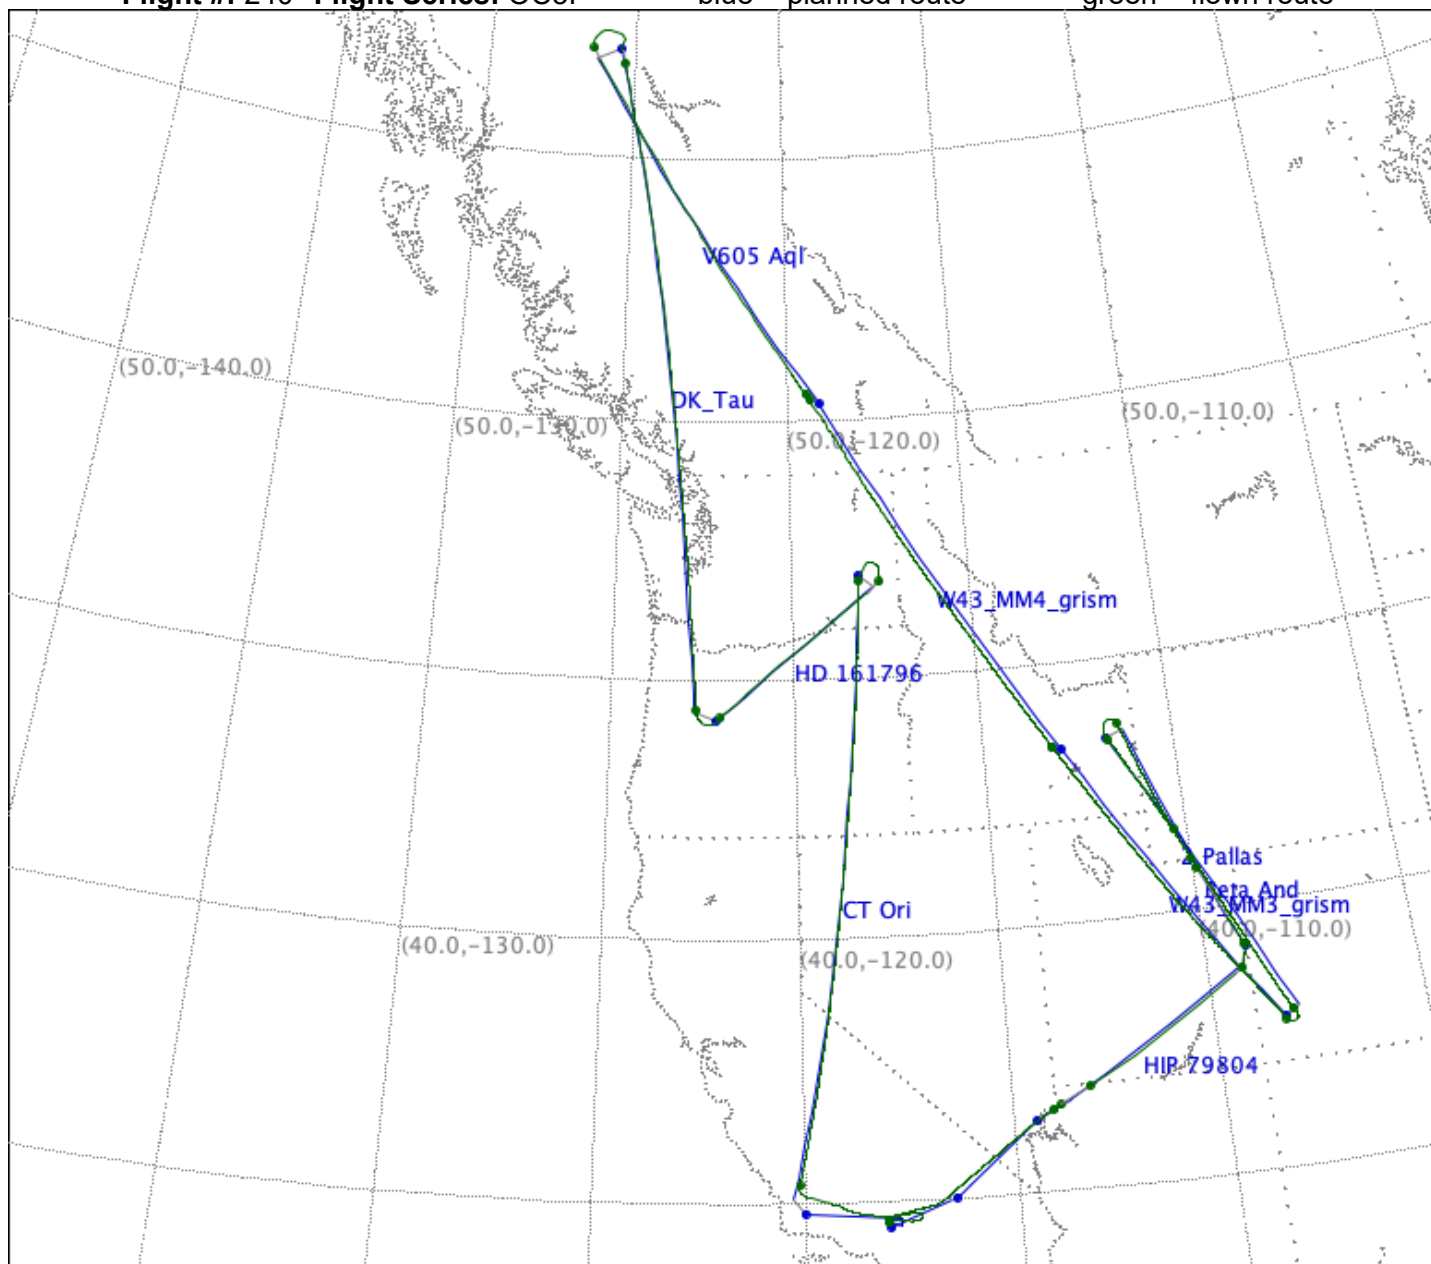 blue = planned route green = flown route
V605 Aql
(50.0,-140.0)
DK_Tau
(50.0,-110.0)
(50.0,-130.0)
(50.0,-120.0)
W43_MM4_grism
HD 161796
2 Pallas
Beta And
W43_MM3_grism
CT Ori
(40.0,-110.0)
(40.0,-130.0)
(40.0,-120.0)
HIP 79804